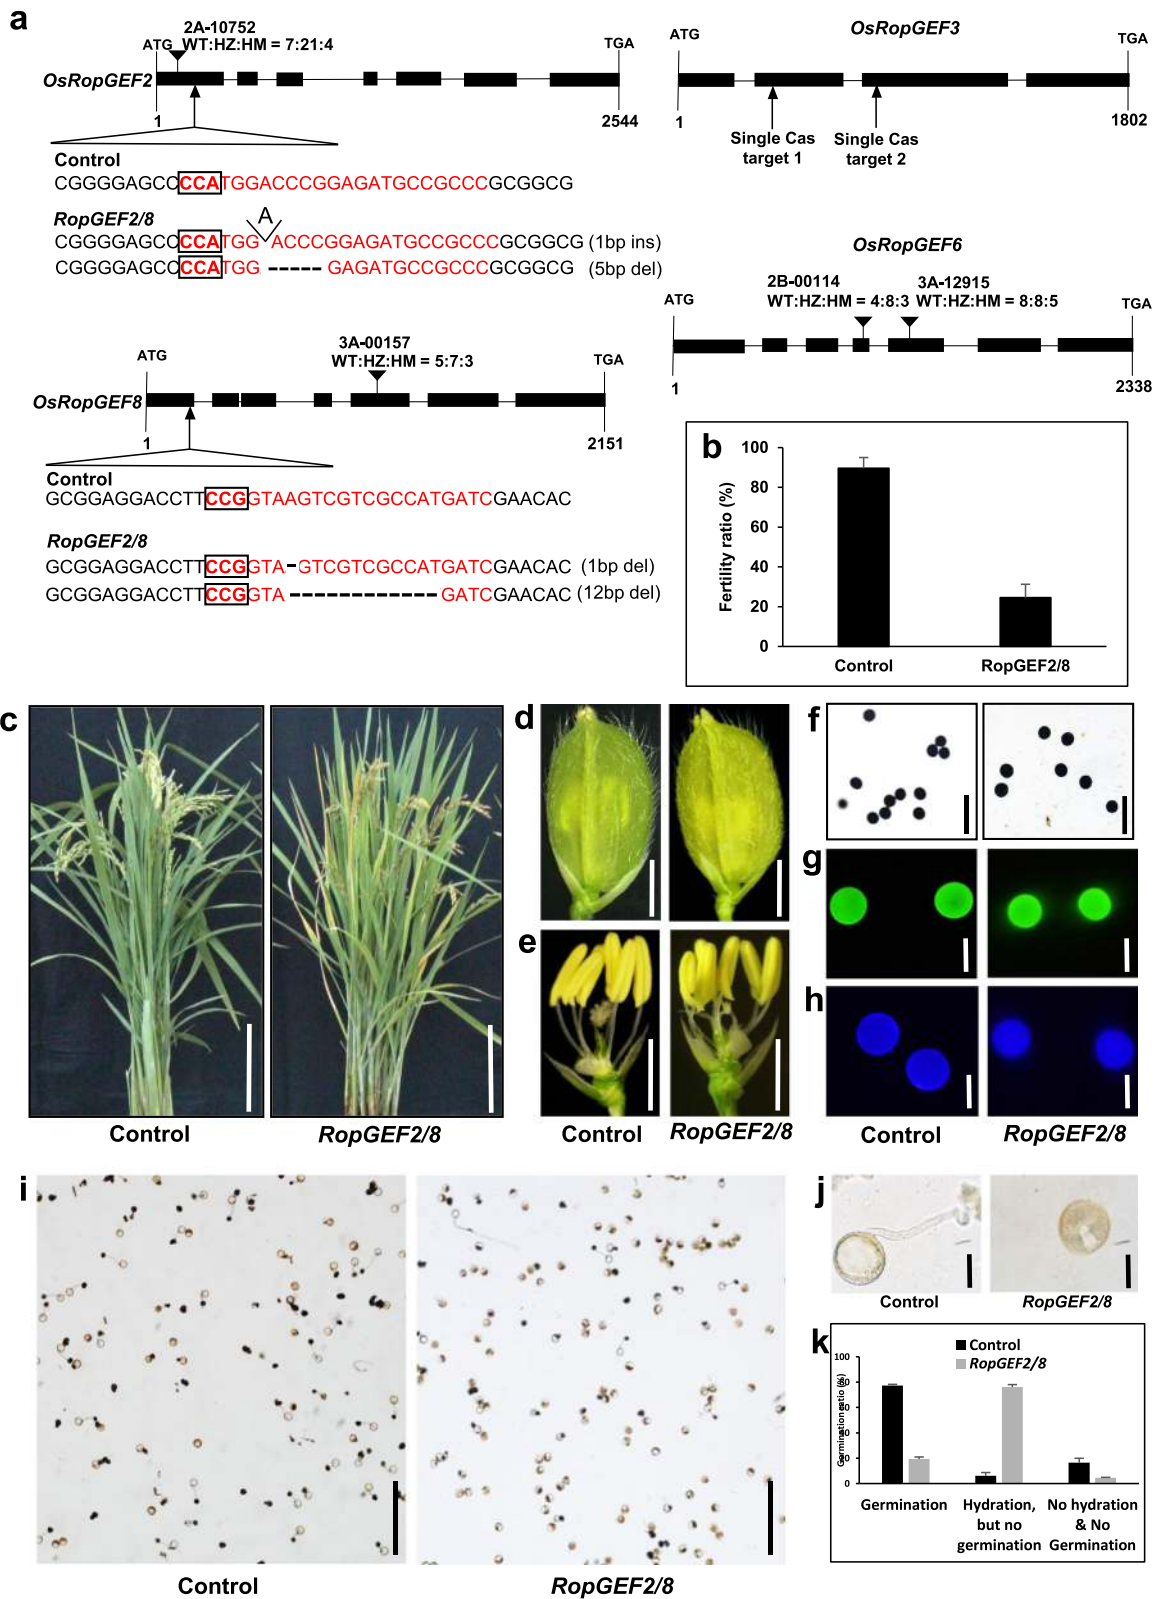 a
2A-10752
ATG WT:HZ:HM = 7:21:4
TGA
OsRopGEF2
1
2544
Control
CGGGGAGCCCCATGGACCCGGAGATGCCGCCCGCGGCG
RopGEF2/8
A
CGGGGAGCCCCATGG ACCCGGAGATGCCGCCCGCGGCG (1bp ins)
CGGGGAGCCCCATGG ----- GAGATGCCGCCCGCGGCG (5bp del)
OsRopGEF3
ATG
TGA
1
1802
Single Cas target 1
Single Cas target 2
OsRopGEF6
2B-00114
WT:HZ:HM = 4:8:3
3A-12915
WT:HZ:HM = 8:8:5
ATG
TGA
1
2338
3A-00157
WT:HZ:HM = 5:7:3
ATG
TGA
OsRopGEF8
1
2151
Control
GCGGAGGACCTTCCGGTAAGTCGTCGCCATGATCGAACAC
RopGEF2/8
GCGGAGGACCTTCCGGTA -GTCGTCGCCATGATCGAACAC (1bp del)
GCGGAGGACCTTCCGGTA ------------ GATCGAACAC (12bp del)
b
Fertility ratio (%)
100
80
60
40
20
0
Control
RopGEF2/8
c
Control
RopGEF2/8
d
e
Control
RopGEF2/8
f
g
h
Control
RopGEF2/8
i
Control
RopGEF2/8
j
Control
RopGEF2/8
k
Control
RopGEF2/8
Germination ratio (%)
100
0
Germination
Hydration, but no germination
No hydration & No Germination